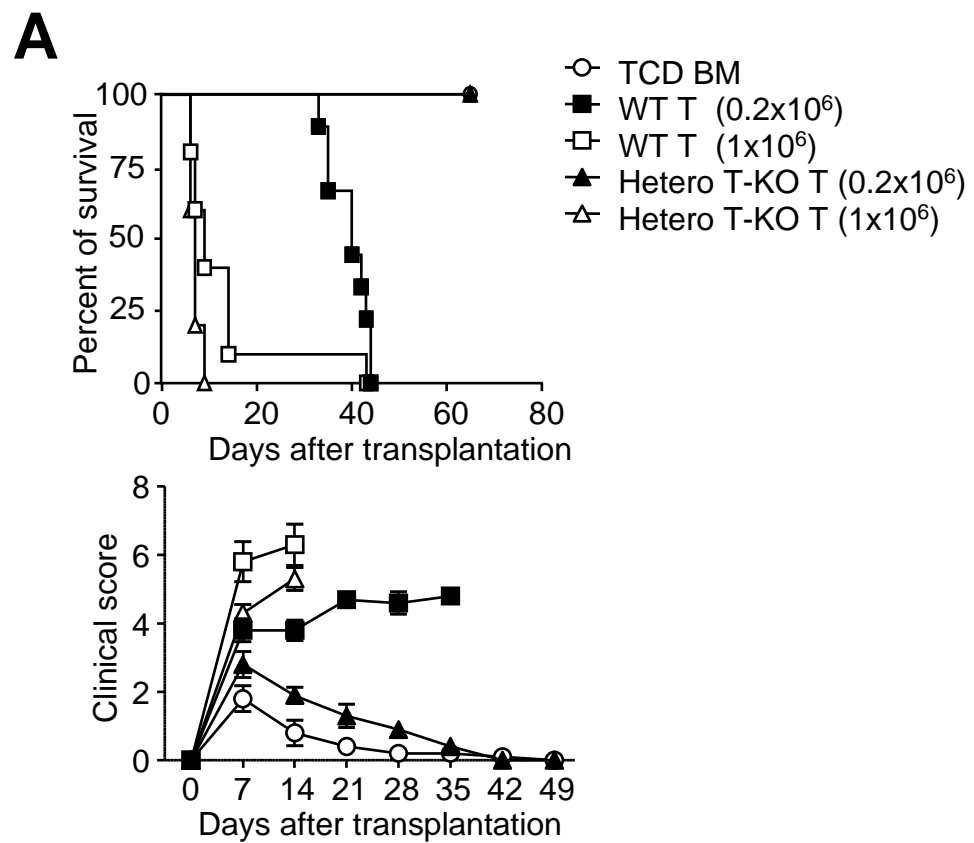 A
TCD BM
WT T (0.2x10⁶)
WT T (1x10⁶)
Hetero T-KO T (0.2x10⁶)
Hetero T-KO T (1x10⁶)
Percent of survival
100
75
50
25
0
0 20 40 60 80
Days after transplantation
Clinical score
8
6
4
2
0
0 7 14 21 28 35 42 49
Days after transplantation